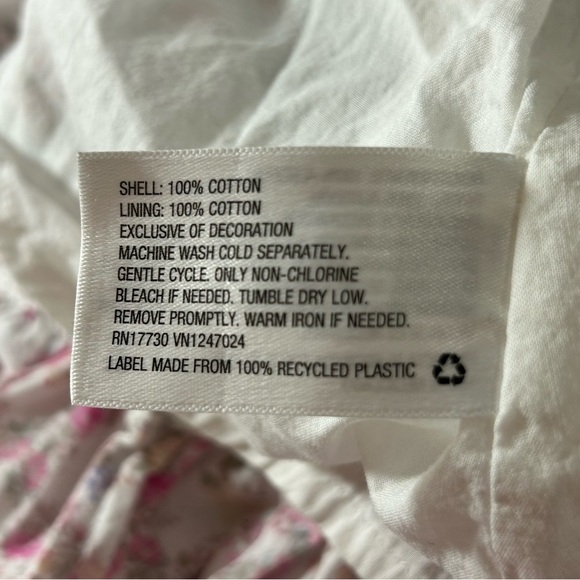 SHELL: 100% COTTON
LINING: 100% COTTON
EXCLUSIVE OF DECORATION
MACHINE WASH COLD SEPARATELY.
GENTLE CYCLE. ONLY NON-CHLORINE
BLEACH IF NEEDED. TUMBLE DRY LOW.
REMOVE PROMPTLY. WARM IRON IF NEEDED.
RN17730 VN1247024
LABEL MADE FROM 100% RECYCLED PLASTIC